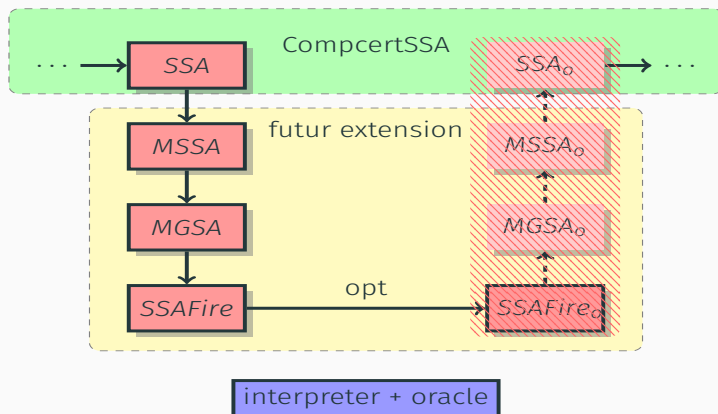 CompcertSSA
... SSA SSAₒ ...
futur extension
MSSA MSSAₒ
MGSA MGSAₒ
opt
SSAFire SSAFireₒ
interpreter + oracle